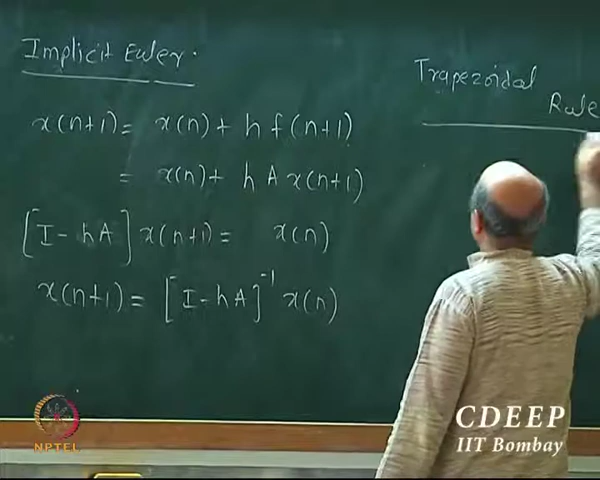 Implicit Euler.
x(n+1) = x(n) + h f(n+1)
= x(n) + h A x(n+1)
[I - hA] x(n+1) = x(n)
x(n+1) = [I - hA]⁻¹ x(n)
Trapezoidal
Rule
NPTEL
CDEEP
IIT Bombay